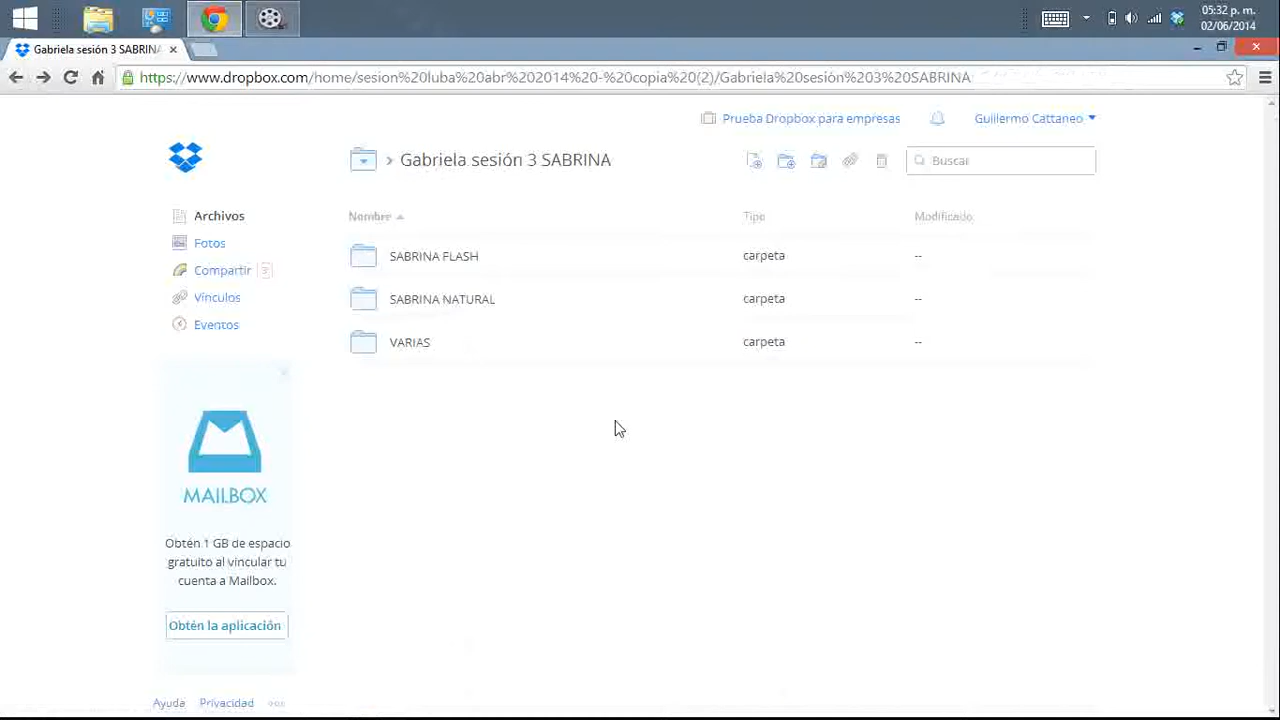 05:32 p. m.
02/06/2014
Gabriela sesión 3 SABRINA
https://www.dropbox.com/home/sesion%20luba%20abr%202014%20-%20copia%20(2)/Gabriela%20sesión%203%20SABRINA
Prueba Dropbox para empresas
Guillermo Cattaneo
› Gabriela sesión 3 SABRINA
Buscar
Archivos
Fotos
Compartir 3
Vínculos
Eventos
Nombre Tipo Modificado
SABRINA FLASH carpeta --
SABRINA NATURAL carpeta --
VARIAS carpeta --
MAILBOX
Obtén 1 GB de espacio
gratuito al vincular tu
cuenta a Mailbox.
Obtén la aplicación
Ayuda Privacidad